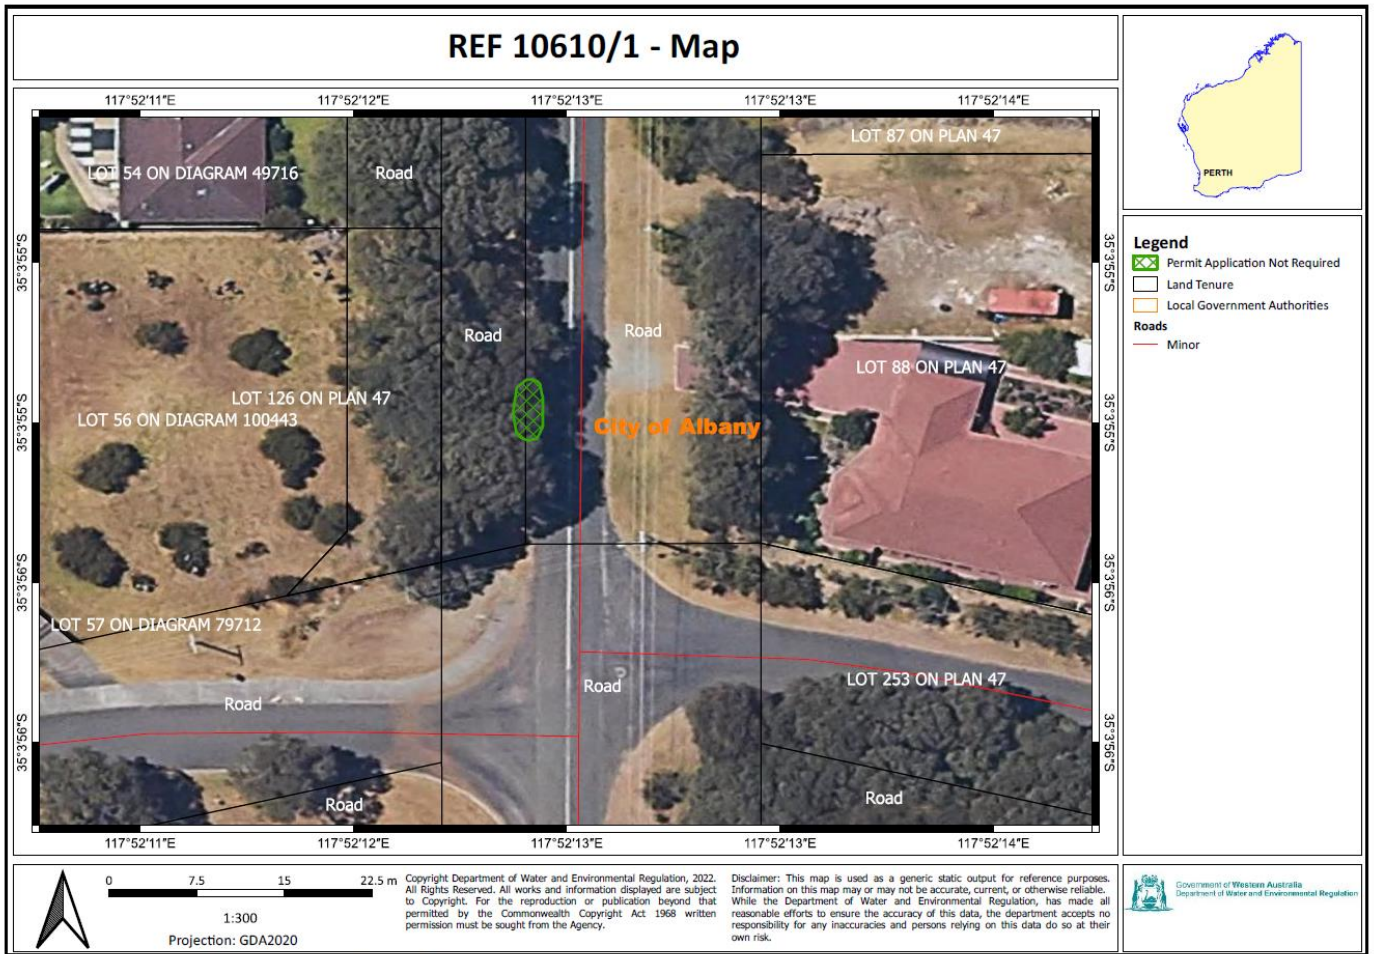 REF 10610/1 - Map
117°52'11"E 117°52'12"E 117°52'13"E 117°52'13"E 117°52'14"E
LOT 87 ON PLAN 47
LOT 54 ON DIAGRAM 49716
Road
35°3'55"S
35°3'55"S
Road
Road
LOT 88 ON PLAN 47
LOT 126 ON PLAN 47
LOT 56 ON DIAGRAM 100443
City of Albany
35°3'55"S
35°3'55"S
35°3'56"S
35°3'56"S
LOT 57 ON DIAGRAM 79712
LOT 253 ON PLAN 47
Road
Road
35°3'56"S
35°3'56"S
Road
Road
117°52'11"E 117°52'12"E 117°52'13"E 117°52'13"E 117°52'14"E
PERTH
Legend
Permit Application Not Required
Land Tenure
Local Government Authorities
Roads
Minor
0 7.5 15 22.5 m
1:300
Projection: GDA2020
Copyright Department of Water and Environmental Regulation, 2022.
All Rights Reserved. All works and information displayed are subject
to Copyright. For the reproduction or publication beyond that
permitted by the Commonwealth Copyright Act 1968 written
permission must be sought from the Agency.
Disclaimer: This map is used as a generic static output for reference purposes.
Information on this map may or may not be accurate, current, or otherwise reliable.
While the Department of Water and Environmental Regulation, has made all
reasonable efforts to ensure the accuracy of this data, the department accepts no
responsibility for any inaccuracies and persons relying on this data do so at their
own risk.
Government of Western Australia
Department of Water and Environmental Regulation